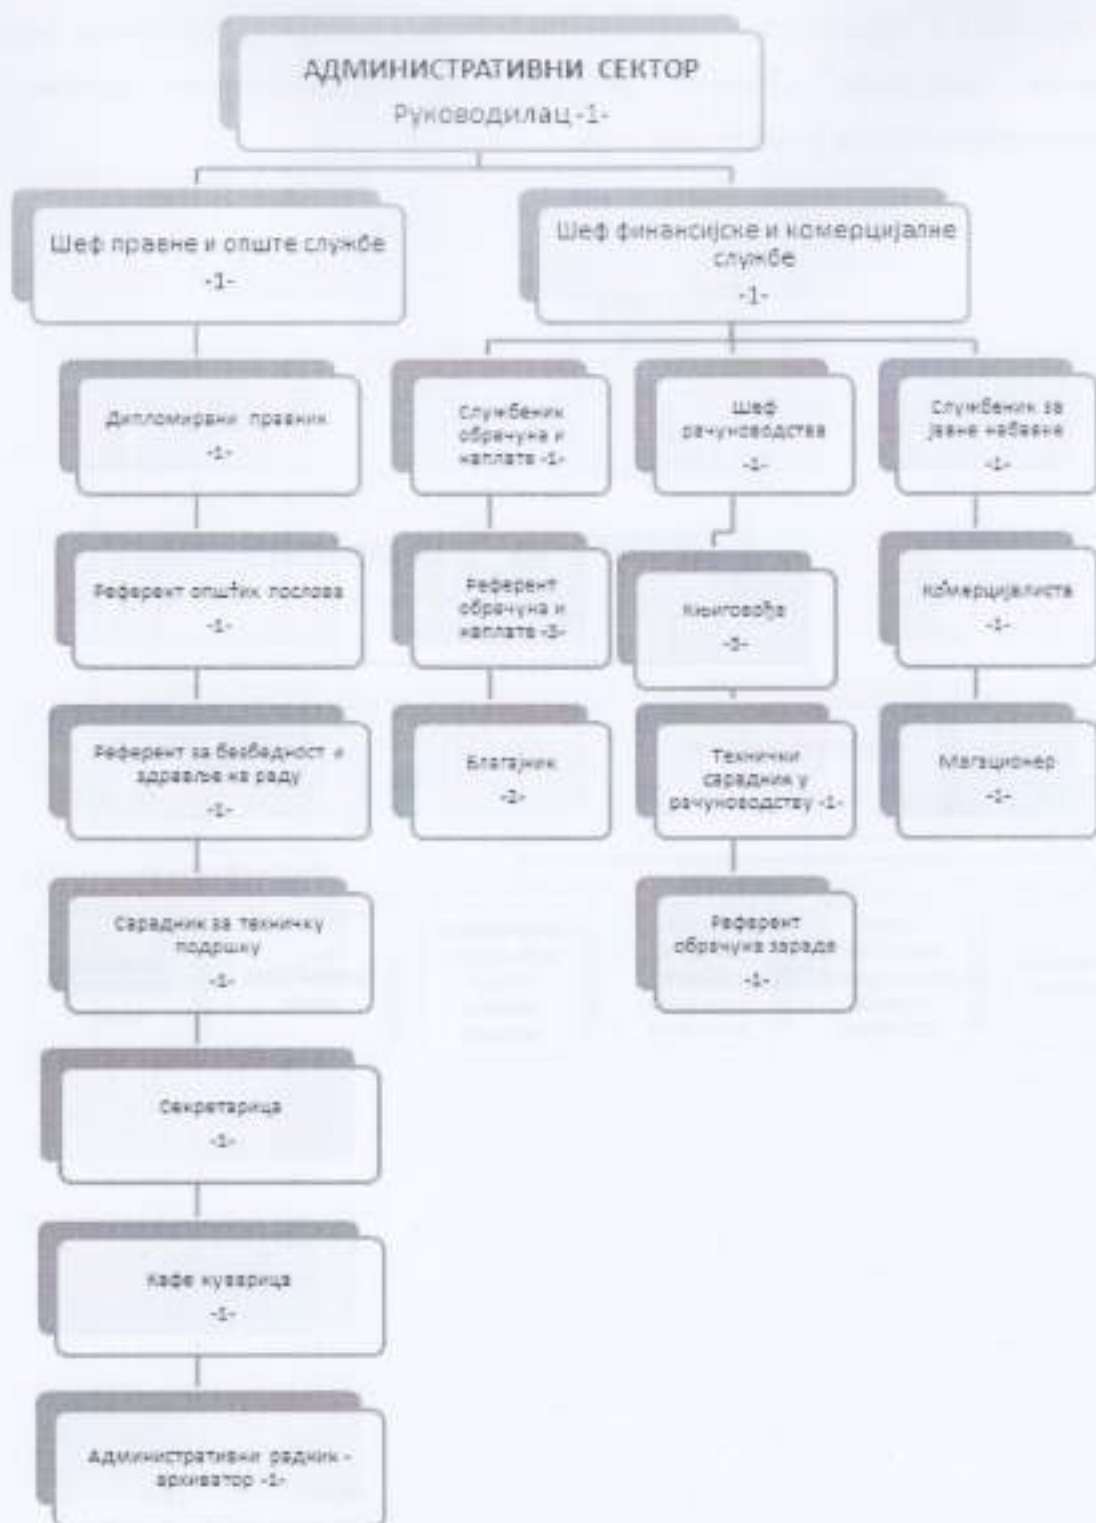 АДМИНИСТРАТИВНИ СЕКТОР
Руководилац -1-
Шеф правне и опште службе
-1-
Шеф финансијске и комерцијалне
службе
-1-
Дипломирани правник
-1-
Референт општих послова
-1-
Референт за безбедност и
здравље на раду
-1-
Сарадник за техничку
подршку
-1-
Секретарица
-1-
Кафе куварица
-1-
Административни радник -
архиватор -1-
Службеник
обрачуна и
наплате -1-
Референт
обрачуна и
наплате -3-
Благајник
-2-
Шеф
рачуноводства
-1-
Књиговођа
-3-
Технички
сарадник у
рачуноводству -1-
Референт
обрачуна зараде
-1-
Службеник за
јавне набавке
-1-
Комерцијалиста
-1-
Магационер
-1-